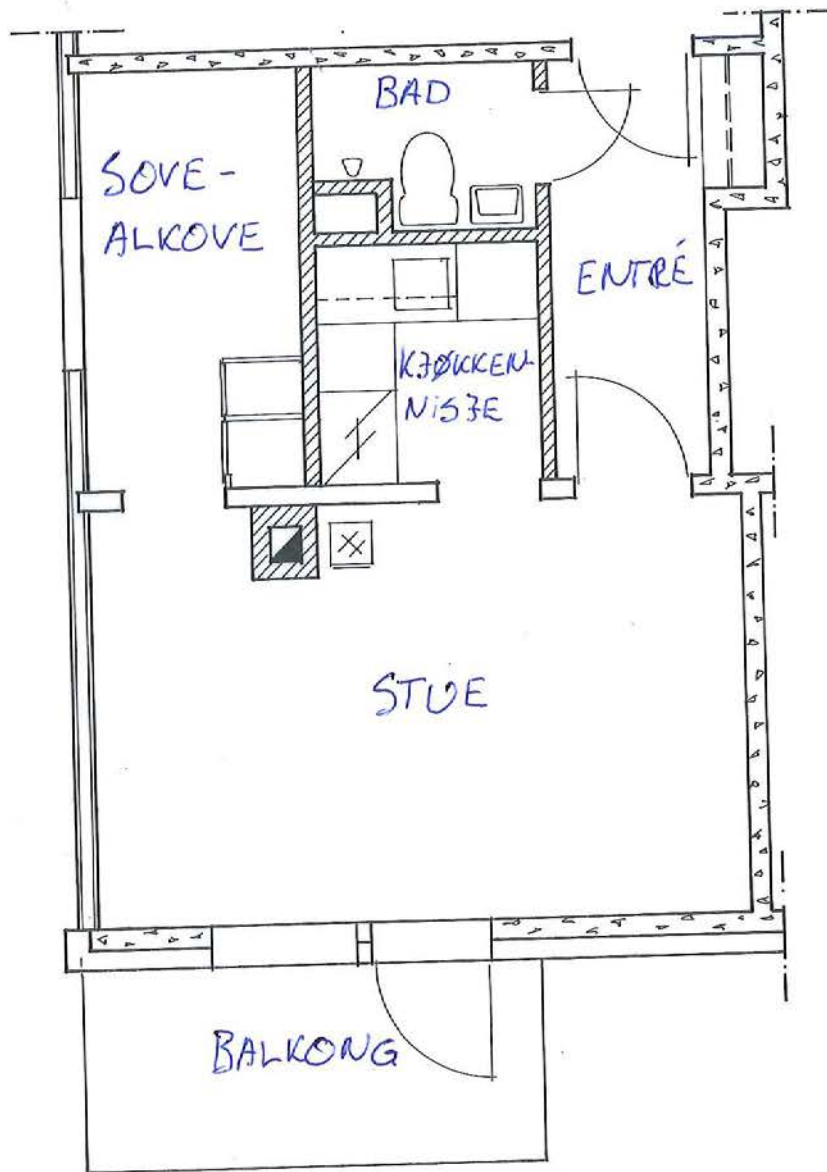 BAD
SOVE-
ALKOVE
ENTRÉ
KJØKKEN-
NISJE
STUE
BALKONG